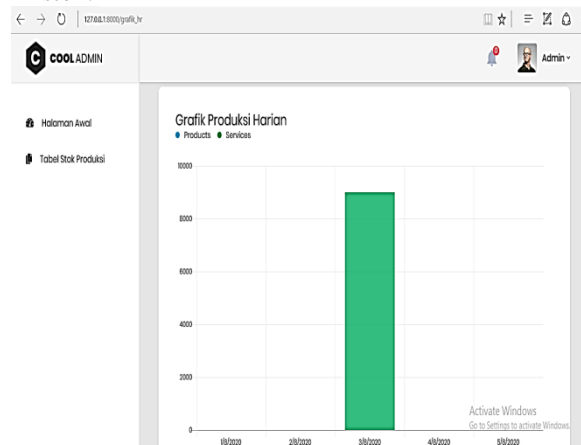 127.0.0.1:8000/grafik_hr
C COOL ADMIN
Admin
Halaman Awal
Tabel Stok Produksi
Grafik Produksi Harian
Products Services
10000
8000
6000
4000
2000
0
1/8/2020 2/8/2020 3/8/2020 4/8/2020 5/8/2020
Activate Windows
Go to Settings to activate Windows.